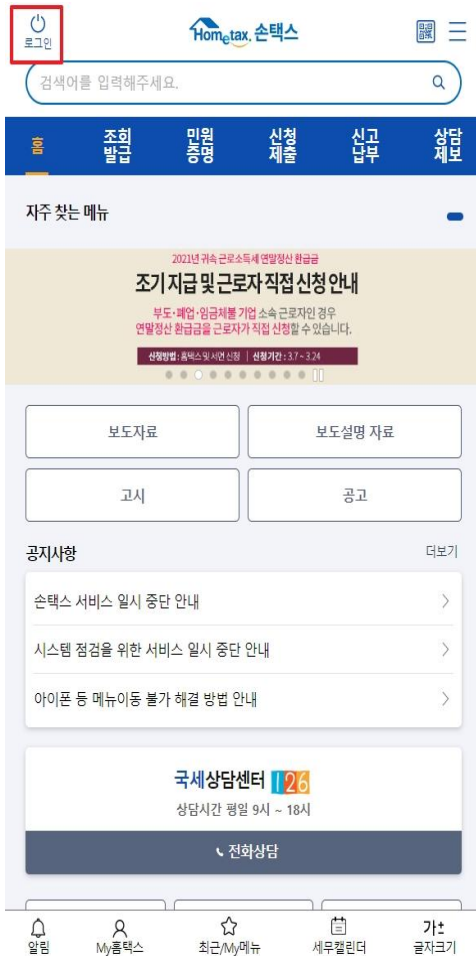 로그인
Hometax. 손택스
검색어를 입력해주세요.
홈
조회
발급
민원
증명
신청
제출
신고
납부
상담
제보
자주 찾는 메뉴
2021년 귀속 근로소득세 연말정산 환급금
조기 지급 및 근로자 직접 신청 안내
부도·폐업·임금체불 기업 소속 근로자인 경우
연말정산 환급금을 근로자가 직접 신청할 수 있습니다.
신청방법 : 홈택스 및 서면 신청 | 신청기간 : 3.7 ~ 3.24
보도자료
보도설명 자료
고시
공고
공지사항
더보기
손택스 서비스 일시 중단 안내
시스템 점검을 위한 서비스 일시 중단 안내
아이폰 등 메뉴이동 불가 해결 방법 안내
국세상담센터 126
상담시간 평일 9시 ~ 18시
전화상담
알림
My홈택스
최근/My메뉴
세무캘린더
가±
글자크기